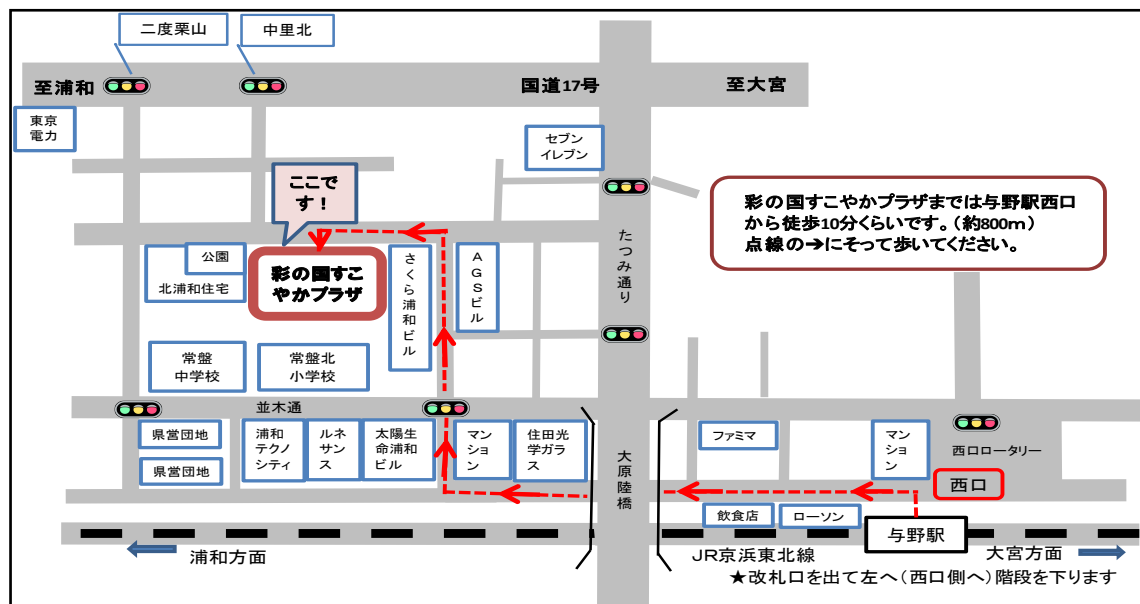 二度栗山
中里北
至浦和
国道17号
至大宮
東京
電力
セブン
イレブン
ここで
す！
彩の国すこやかプラザまでは与野駅西口
から徒歩10分くらいです。（約800m）
点線の→にそって歩いてください。
たつみ通り
公園
北浦和住宅
彩の国すこ
やかプラザ
さくら浦和ビル
AGSビル
常盤
中学校
常盤北
小学校
並木通
県営団地
県営団地
浦和
テクノ
シティ
ルネ
サンス
太陽生
命浦和
ビル
マン
ショ
ン
住田光
学ガラ
ス
大原陸橋
ファミマ
マン
ショ
ン
西口ロータリー
西口
飲食店
ローソン
与野駅
浦和方面
JR京浜東北線
大宮方面
★改札口を出て左へ（西口側へ）階段を下ります